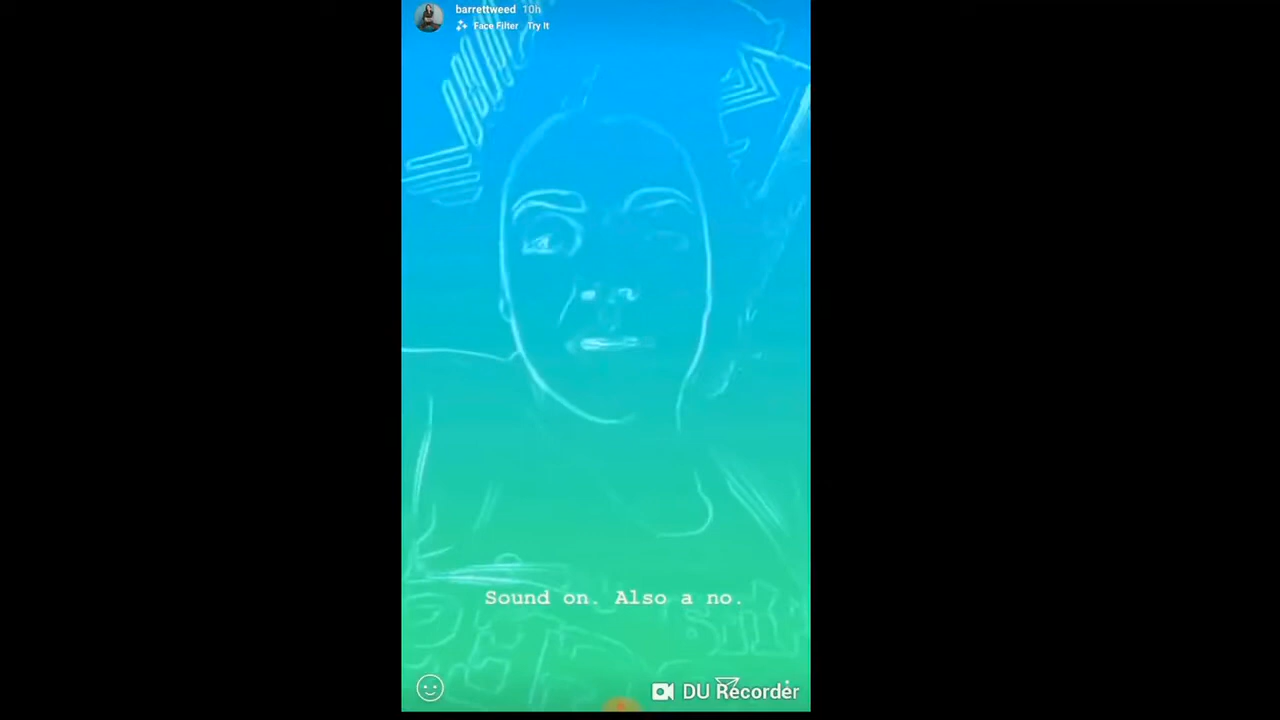 barrettweed 10h
Face Filter Try It
Sound on. Also a no.
DU Recorder